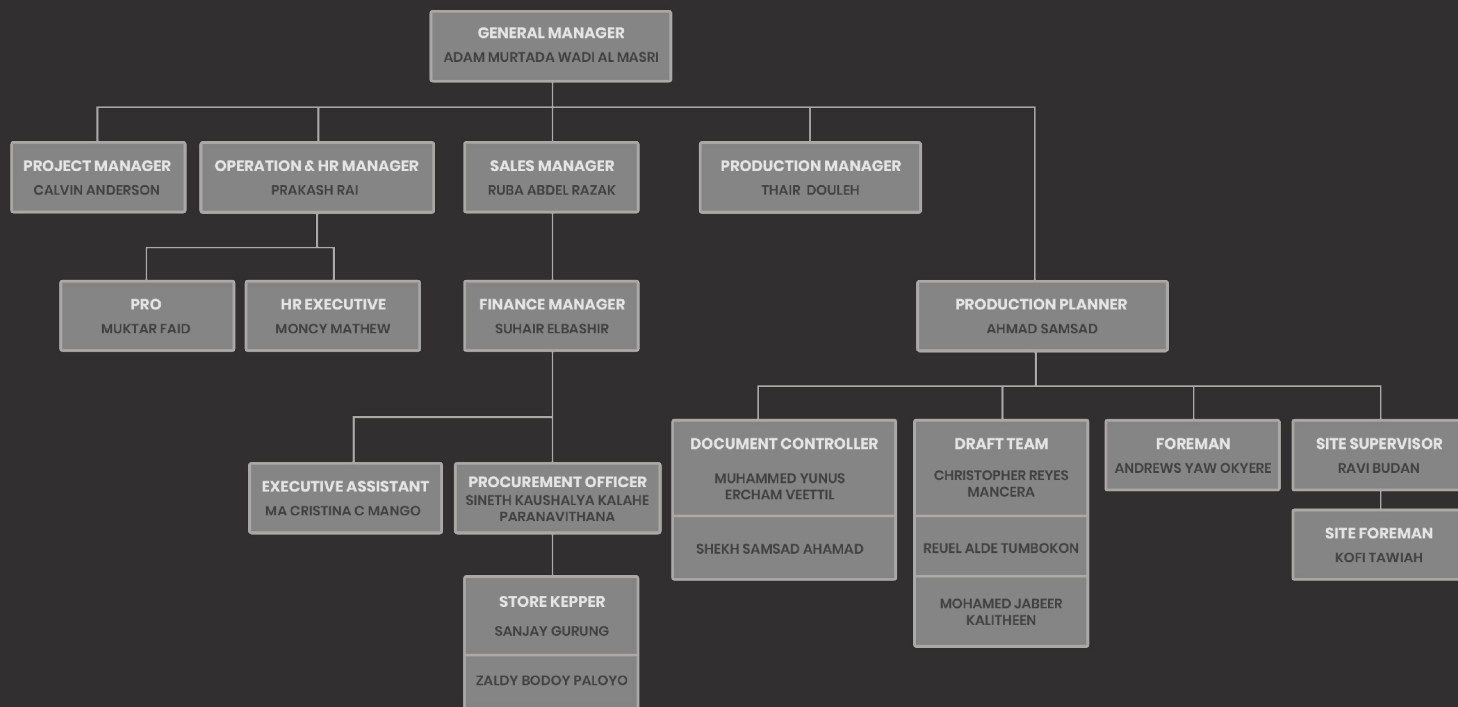 GENERAL MANAGER
ADAM MURTADA WADI AL MASRI
PROJECT MANAGER
CALVIN ANDERSON
OPERATION & HR MANAGER
PRAKASH RAI
SALES MANAGER
RUBA ABDEL RAZAK
PRODUCTION MANAGER
THAIR DOULEH
PRO
MUKTAR FAID
HR EXECUTIVE
MONCY MATHEW
FINANCE MANAGER
SUHAIR ELBASHIR
PRODUCTION PLANNER
AHMAD SAMSAD
EXECUTIVE ASSISTANT
MA CRISTINA C MANGO
PROCUREMENT OFFICER
SINETH KAUSHALYA KALAHE
PARANAVITHANA
DOCUMENT CONTROLLER
MUHAMMED YUNUS
ERCHAM VEETTIL
SHEKH SAMSAD AHAMAD
DRAFT TEAM
CHRISTOPHER REYES
MANCERA
REUEL ALDE TUMBOKON
MOHAMED JABEER
KALITHEEN
FOREMAN
ANDREWS YAW OKYERE
SITE SUPERVISOR
RAVI BUDAN
SITE FOREMAN
KOFI TAWIAH
STORE KEPPER
SANJAY GURUNG
ZALDY BODOY PALOYO